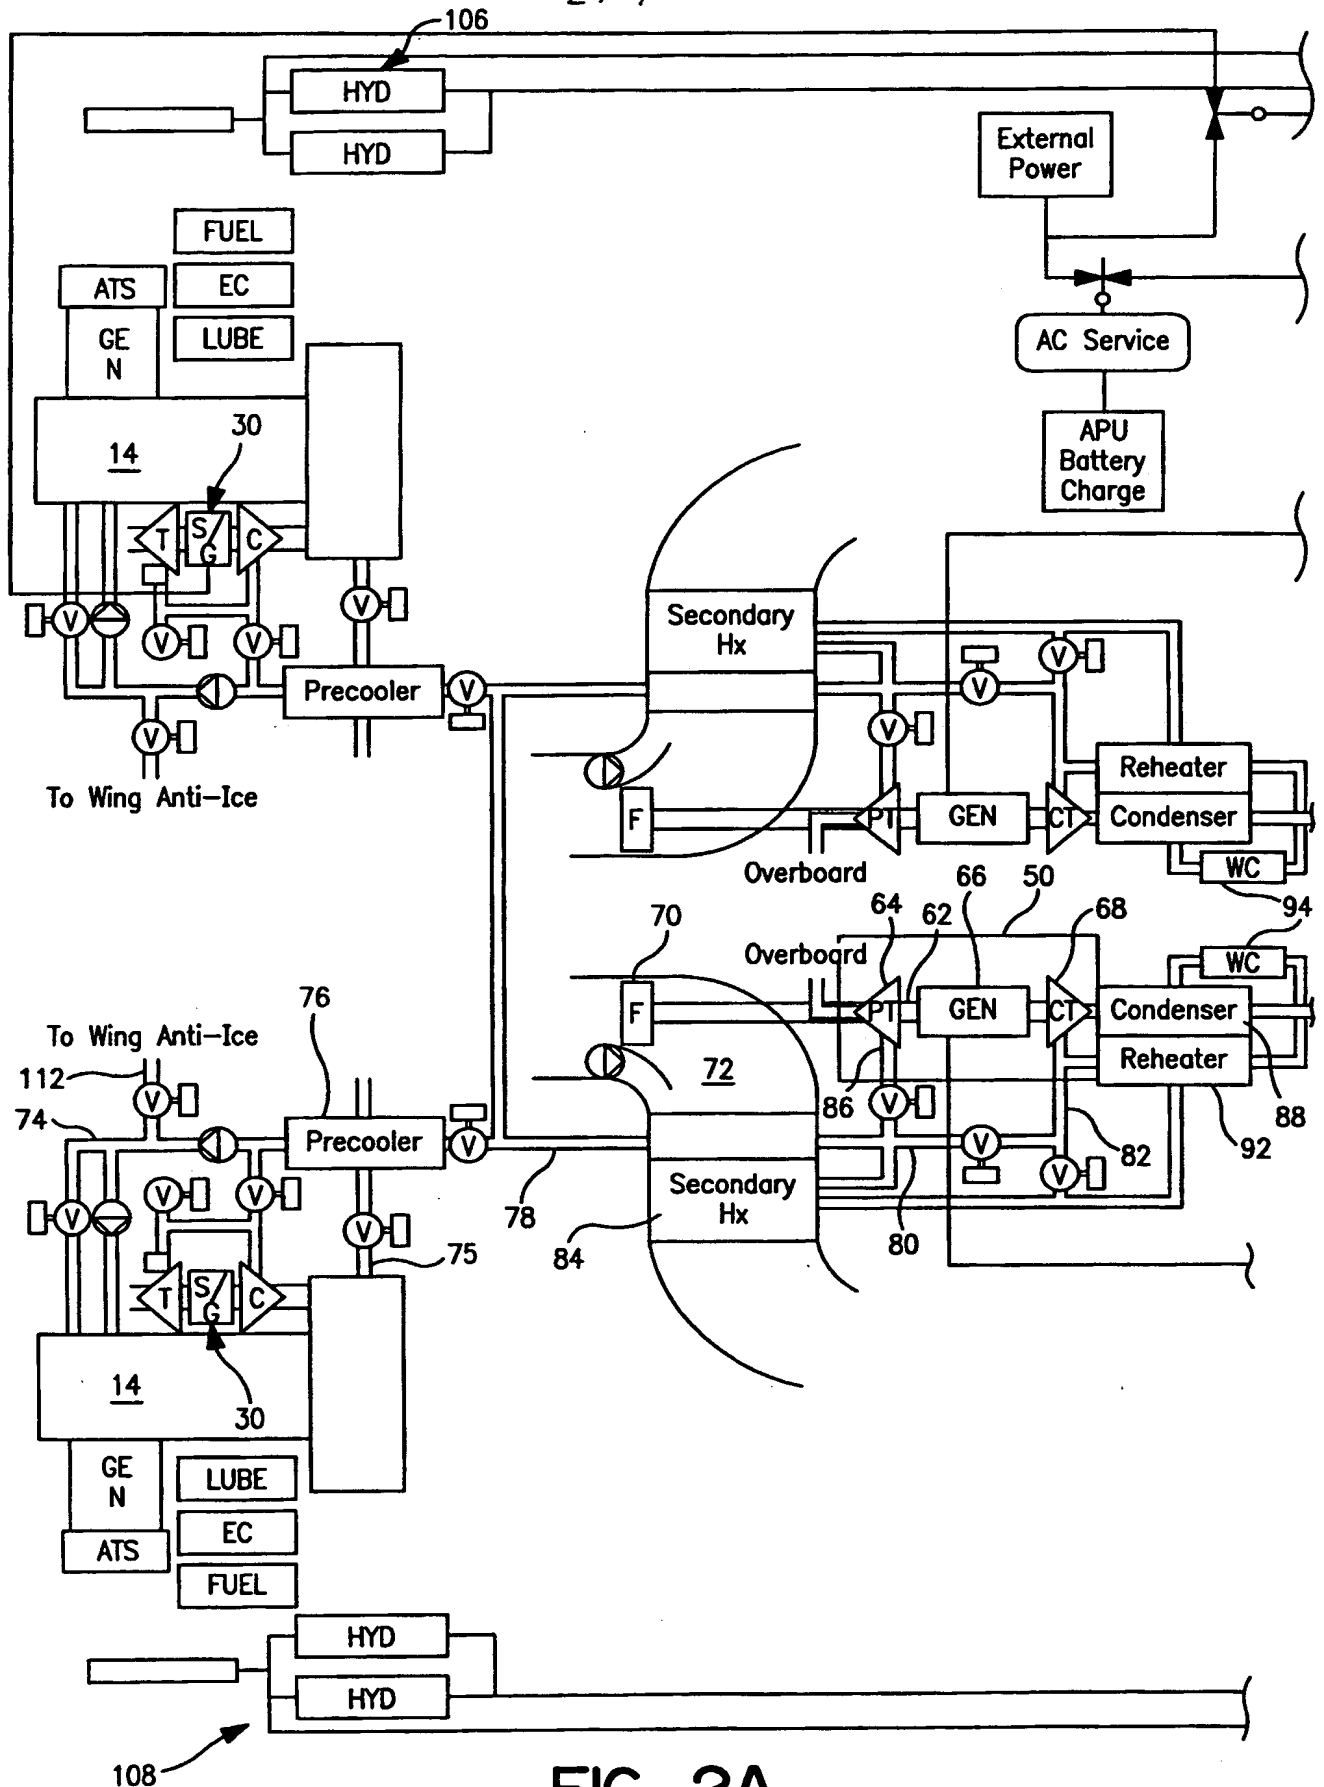 106
HYD
HYD
External
Power
FUEL
ATS
EC
GE
N
LUBE
AC Service
14
30
APU
Battery
Charge
T
S/G
C
V
V
V
V
V
Precooler
V
V
To Wing Anti-Ice
Secondary
Hx
V
V
V
Reheater
F
PT
GEN
CT
Condenser
WC
Overboard
66
50
94
70
64
62
68
Overboard
WC
F
PT
GEN
CT
Condenser
Reheater
76
To Wing Anti-Ice
112
V
74
72
86
V
88
92
Precooler
V
V
82
V
V
V
V
V
78
Secondary
Hx
84
80
75
T
S/G
C
14
30
GE
N
LUBE
EC
ATS
FUEL
HYD
HYD
108
FIG. 3A